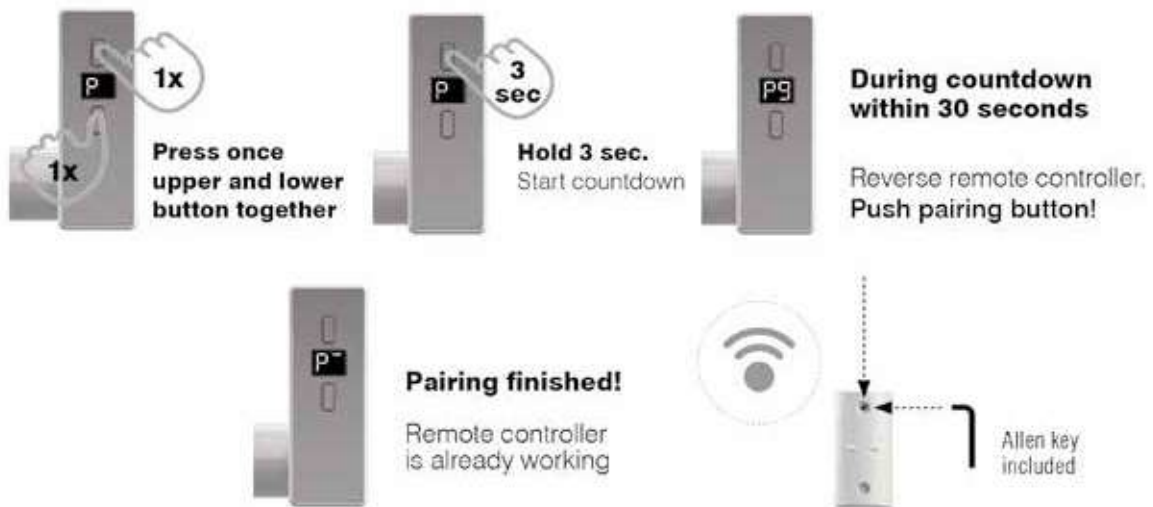 1x
P
1x
Press once
upper and lower
button together
3
sec
P
Hold 3 sec.
Start countdown
P9
During countdown
within 30 seconds
Reverse remote controller.
Push pairing button!
P-
Pairing finished!
Remote controller
is already working
Allen key
included